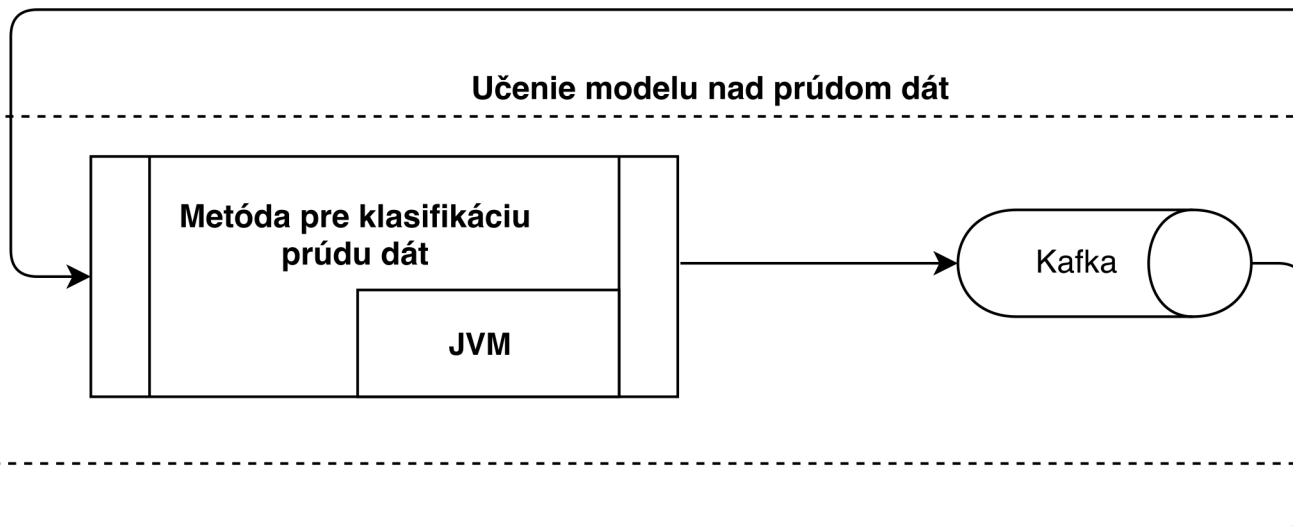 Učenie modelu nad prúdom dát
Metóda pre klasifikáciu
prúdu dát
JVM
Kafka